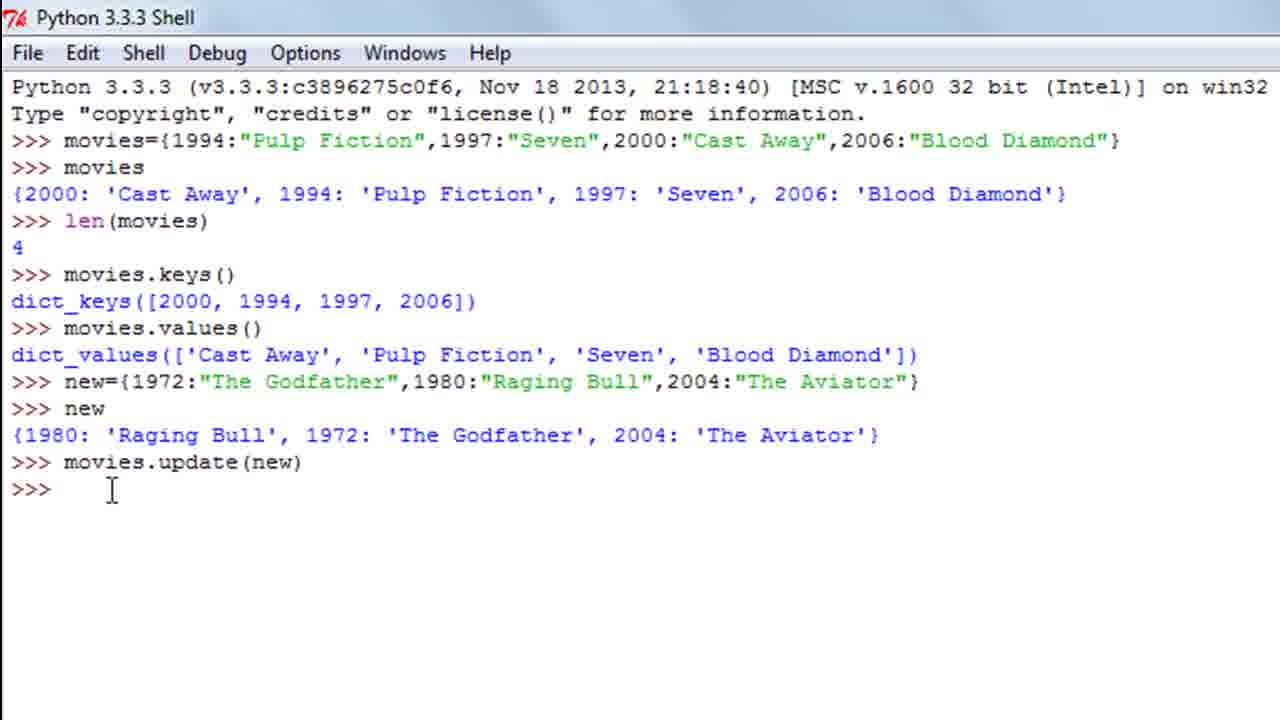 Python 3.3.3 Shell
File Edit Shell Debug Options Windows Help
Python 3.3.3 (v3.3.3:c3896275c0f6, Nov 18 2013, 21:18:40) [MSC v.1600 32 bit (Intel)] on win32
Type "copyright", "credits" or "license()" for more information.
>>> movies={1994:"Pulp Fiction",1997:"Seven",2000:"Cast Away",2006:"Blood Diamond"}
>>> movies
{2000: 'Cast Away', 1994: 'Pulp Fiction', 1997: 'Seven', 2006: 'Blood Diamond'}
>>> len(movies)
4
>>> movies.keys()
dict_keys([2000, 1994, 1997, 2006])
>>> movies.values()
dict_values(['Cast Away', 'Pulp Fiction', 'Seven', 'Blood Diamond'])
>>> new={1972:"The Godfather",1980:"Raging Bull",2004:"The Aviator"}
>>> new
{1980: 'Raging Bull', 1972: 'The Godfather', 2004: 'The Aviator'}
>>> movies.update(new)
>>>